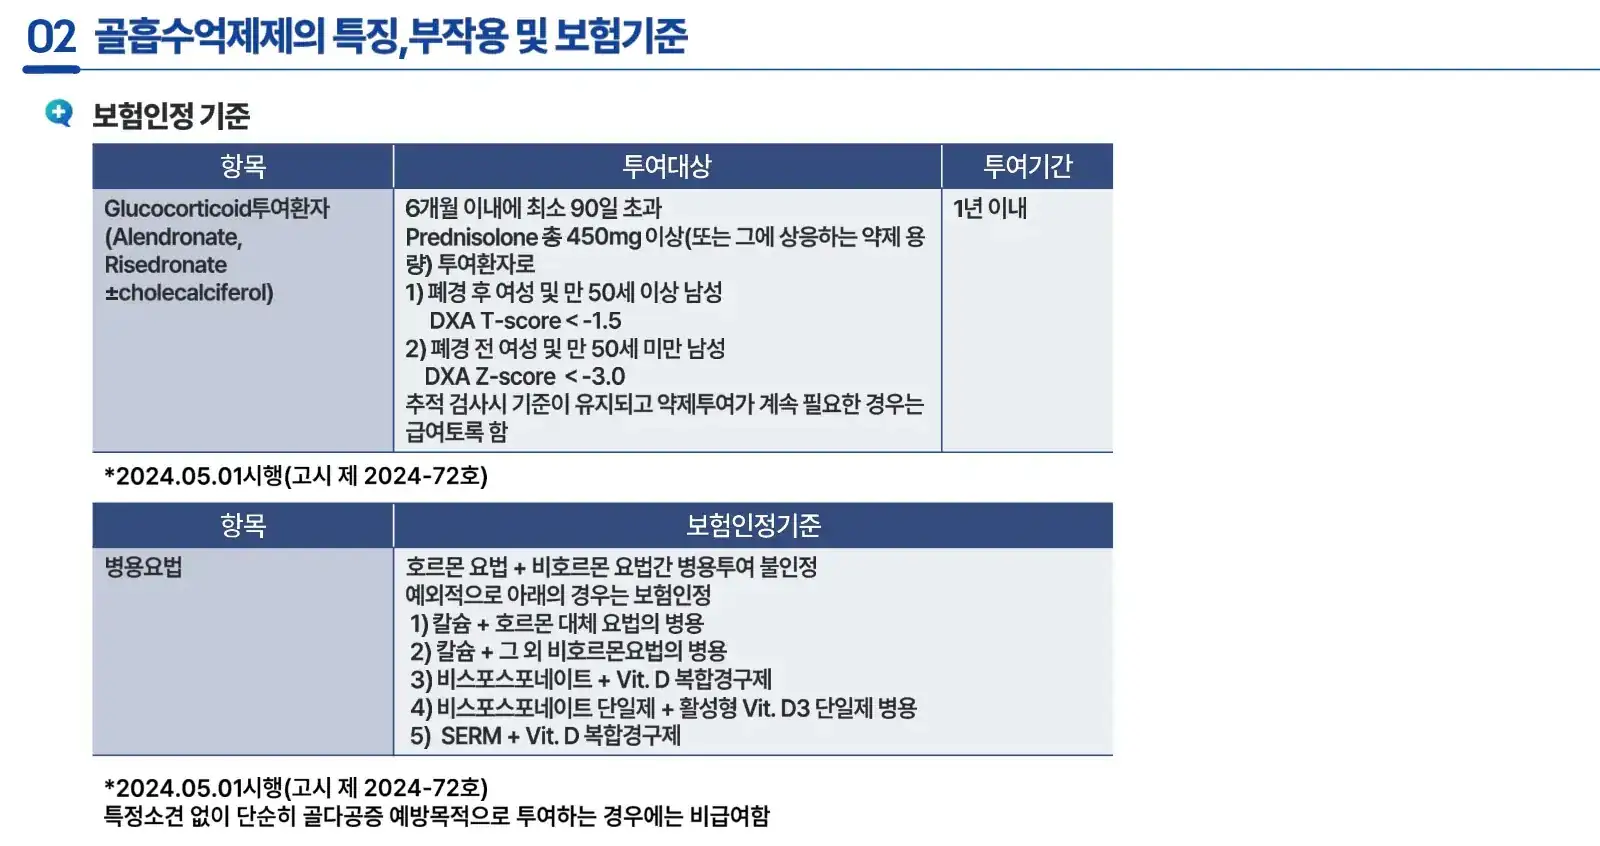 02 골흡수억제제의 특징,부작용 및 보험기준
보험인정 기준
항목 투여대상 투여기간
Glucocorticoid투여환자
(Alendronate,
Risedronate
±cholecalciferol)
6개월 이내에 최소 90일 초과
Prednisolone 총 450mg 이상(또는 그에 상응하는 약제 용
량) 투여환자로
1) 폐경 후 여성 및 만 50세 이상 남성
DXA T-score < -1.5
2) 폐경 전 여성 및 만 50세 미만 남성
DXA Z-score < -3.0
추적 검사시 기준이 유지되고 약제투여가 계속 필요한 경우는
급여토록 함
1년 이내
*2024.05.01시행(고시 제 2024-72호)
항목 보험인정기준
병용요법
호르몬 요법 + 비호르몬 요법간 병용투여 불인정
예외적으로 아래의 경우는 보험인정
1) 칼슘 + 호르몬 대체 요법의 병용
2) 칼슘 + 그 외 비호르몬요법의 병용
3) 비스포스포네이트 + Vit. D 복합경구제
4) 비스포스포네이트 단일제 + 활성형 Vit. D3 단일제 병용
5) SERM + Vit. D 복합경구제
*2024.05.01시행(고시 제 2024-72호)
특정소견 없이 단순히 골다공증 예방목적으로 투여하는 경우에는 비급여함